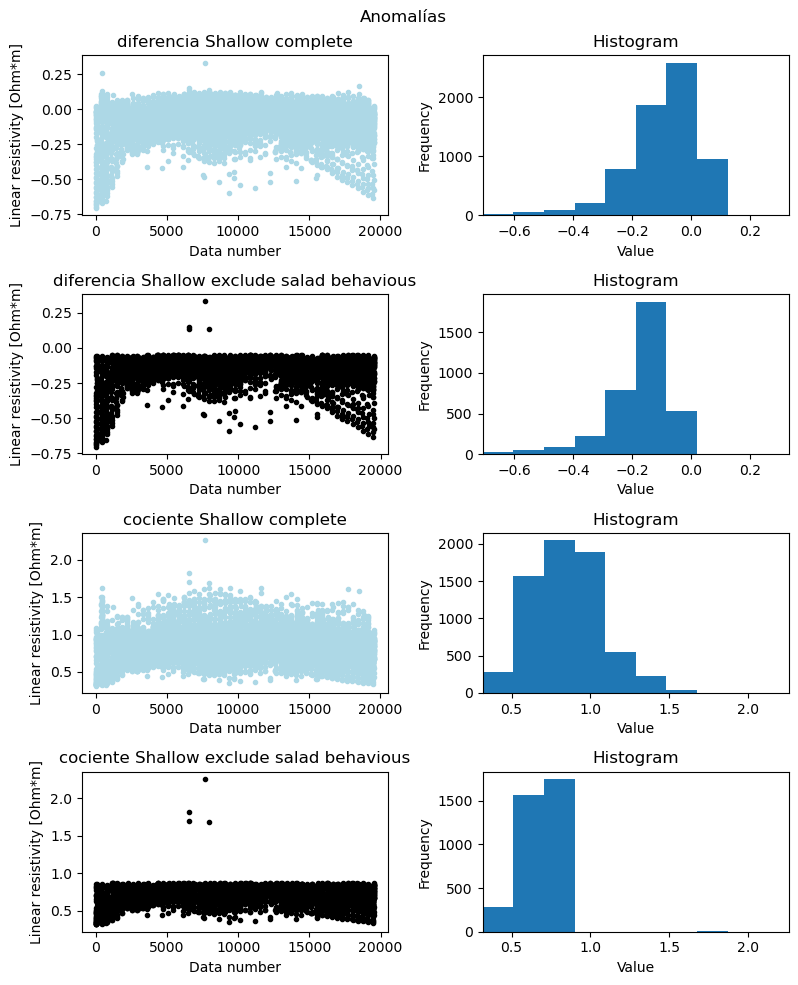 Anomalías
diferencia Shallow complete
Histogram
Linear resistivity [Ohm*m]
0.25
0.00
−0.25
−0.50
−0.75
0 5000 10000 15000 20000
Data number
Frequency
2000
1000
0
−0.6 −0.4 −0.2 0.0 0.2
Value
diferencia Shallow exclude salad behavious
Histogram
Linear resistivity [Ohm*m]
0.25
0.00
−0.25
−0.50
−0.75
0 5000 10000 15000 20000
Data number
Frequency
1500
1000
500
0
−0.6 −0.4 −0.2 0.0 0.2
Value
cociente Shallow complete
Histogram
Linear resistivity [Ohm*m]
2.0
1.5
1.0
0.5
0 5000 10000 15000 20000
Data number
Frequency
2000
1500
1000
500
0
0.5 1.0 1.5 2.0
Value
cociente Shallow exclude salad behavious
Histogram
Linear resistivity [Ohm*m]
2.0
1.5
1.0
0.5
0 5000 10000 15000 20000
Data number
Frequency
1500
1000
500
0
0.5 1.0 1.5 2.0
Value